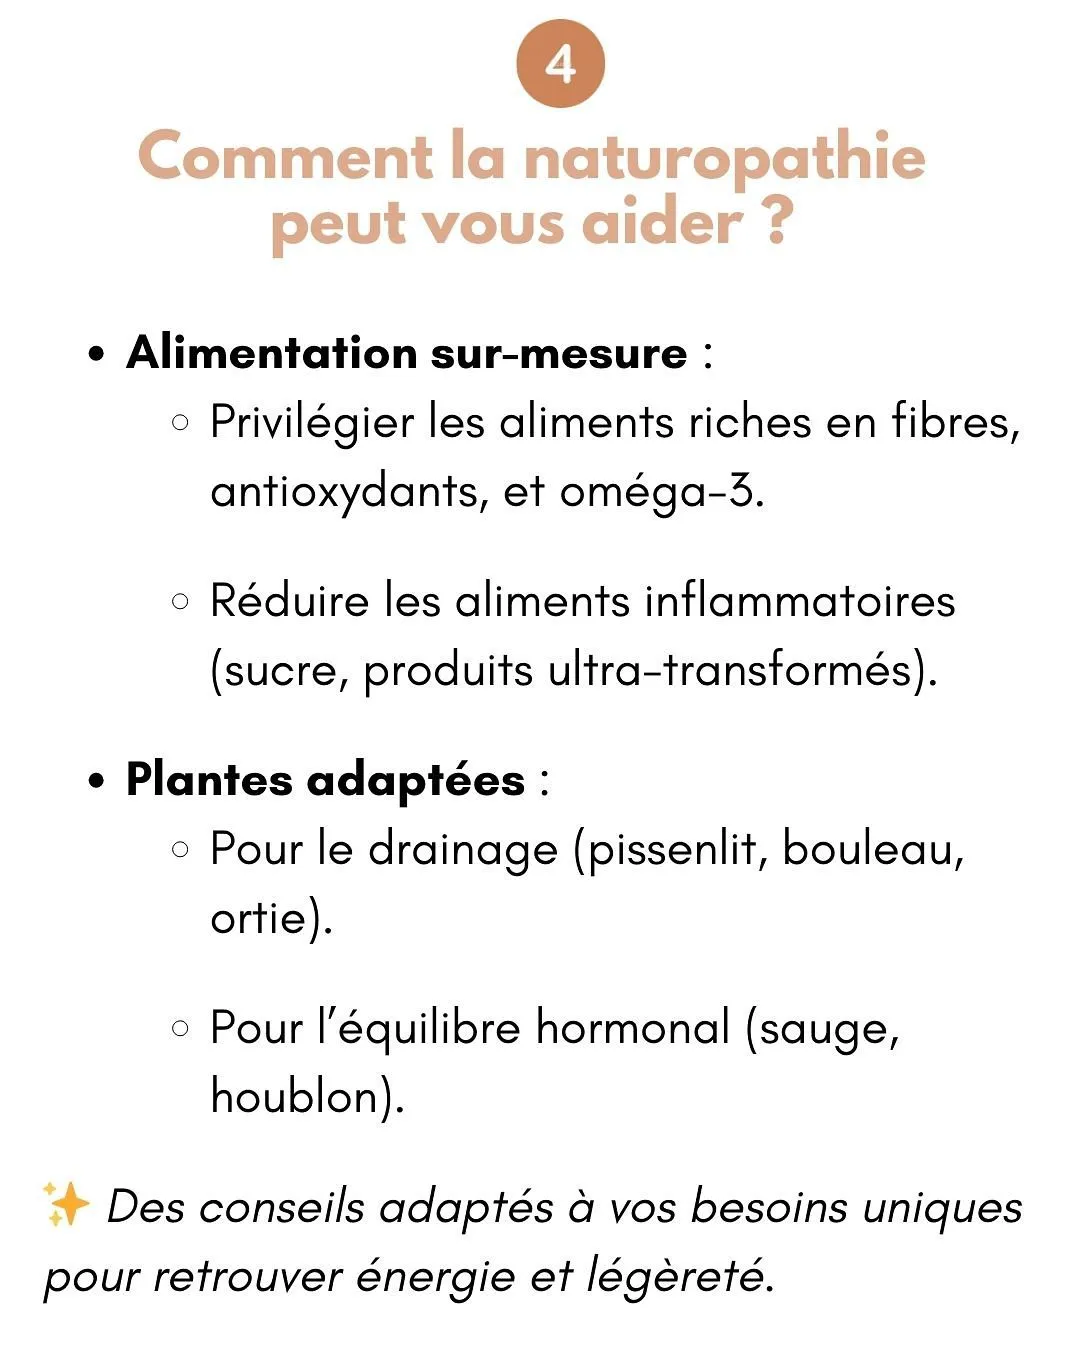 4
Comment la naturopathie
peut vous aider ?
• Alimentation sur-mesure :
◦ Privilégier les aliments riches en fibres,
antioxydants, et oméga-3.
◦ Réduire les aliments inflammatoires
(sucre, produits ultra-transformés).
• Plantes adaptées :
◦ Pour le drainage (pissenlit, bouleau,
ortie).
◦ Pour l’équilibre hormonal (sauge,
houblon).
✨ Des conseils adaptés à vos besoins uniques
pour retrouver énergie et légèreté.